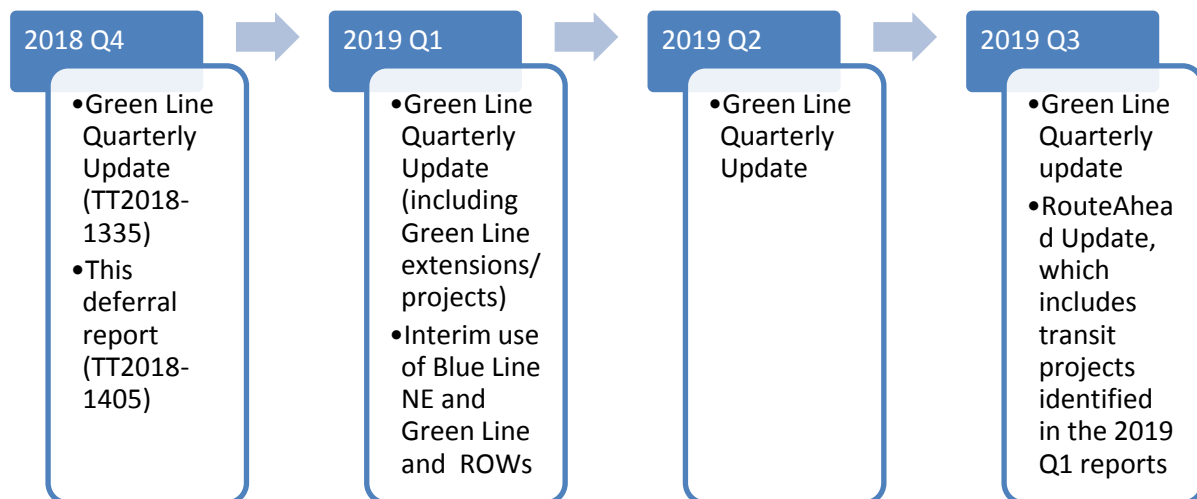 2018 Q4
•Green Line
Quarterly
Update
(TT2018-
1335)
•This
deferral
report
(TT2018-
1405)
2019 Q1
•Green Line
Quarterly
Update
(including
Green Line
extensions/
projects)
•Interim use
of Blue Line
NE and
Green Line
and  ROWs
2019 Q2
•Green Line
Quarterly
Update
2019 Q3
•Green Line
Quarterly
update
•RouteAhea
d Update,
which
includes
transit
projects
identified
in the 2019
Q1 reports